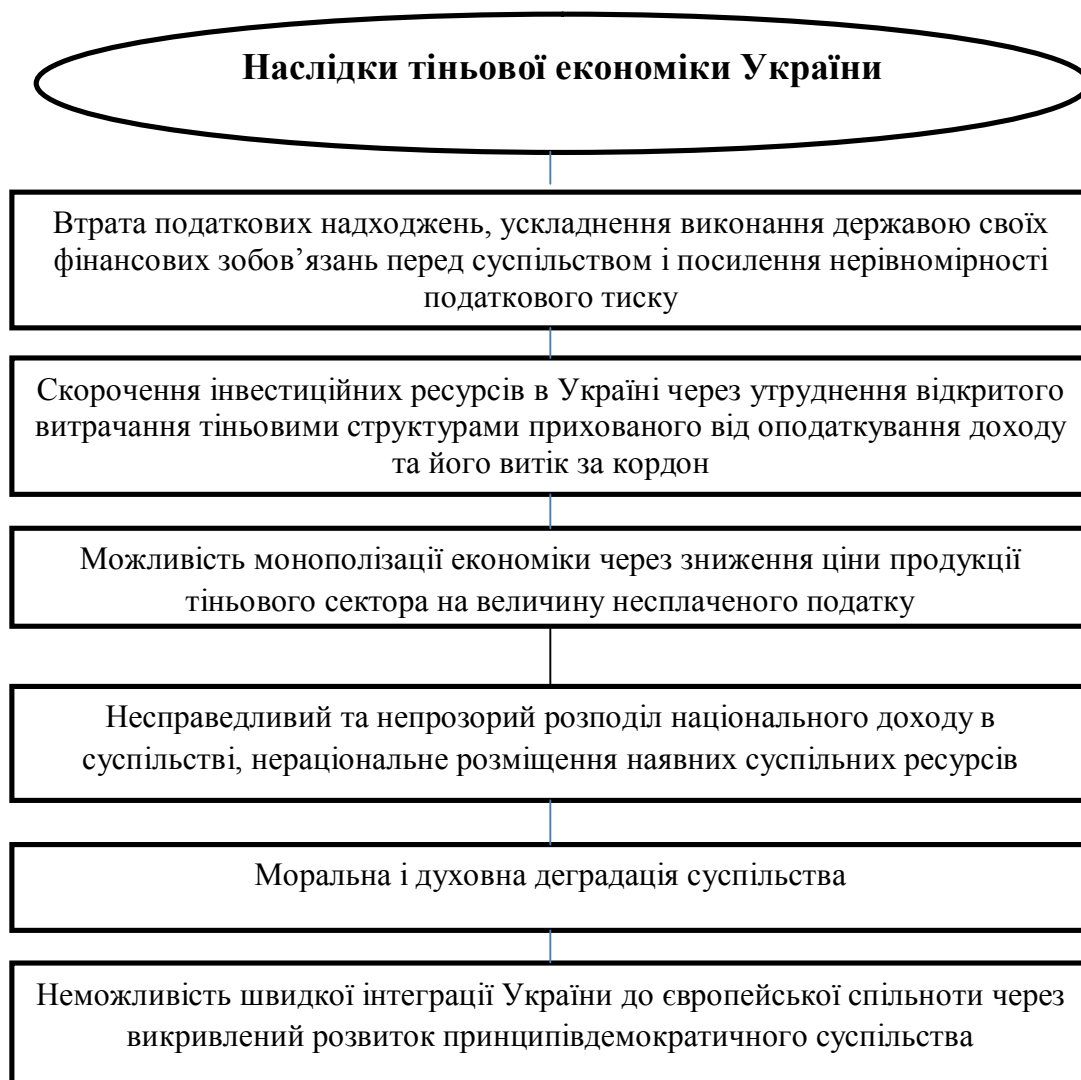 Наслідки тіньової економіки України
Втрата податкових надходжень, ускладнення виконання державою своїх
фінансових зобов’язань перед суспільством і посилення нерівномірності
податкового тиску
Скорочення інвестиційних ресурсів в Україні через утруднення відкритого
витрачання тіньовими структурами прихованого від оподаткування доходу
та його витік за кордон
Можливість монополізації економіки через зниження ціни продукції
тіньового сектора на величину несплаченого податку
Несправедливий та непрозорий розподіл національного доходу в
суспільстві, нераціональне розміщення наявних суспільних ресурсів
Моральна і духовна деградація суспільства
Неможливість швидкої інтеграції України до європейської спільноти через
викривлений розвиток принципівдемократичного суспільства